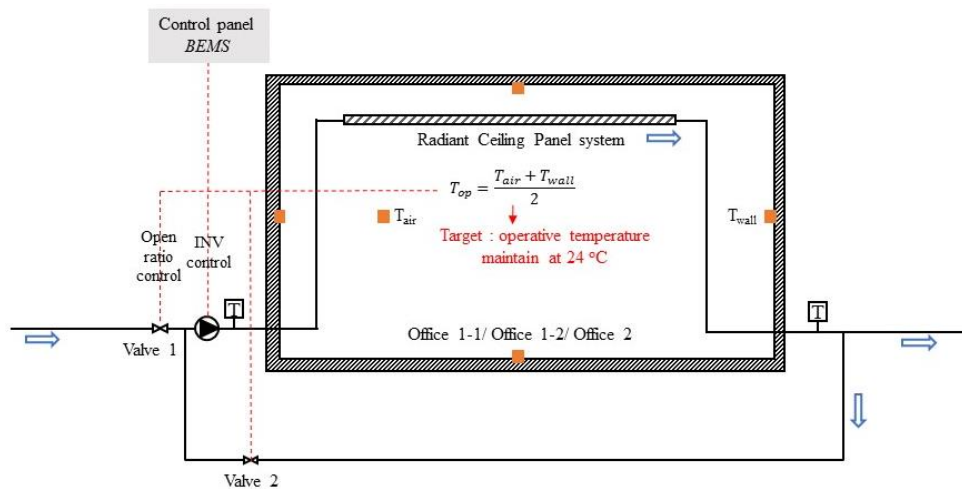 Control panel
BEMS
Radiant Ceiling Panel system
T_op = (T_air + T_wall) / 2
T_air
T_wall
Target : operative temperature
maintain at 24 °C
Open
ratio
control
INV
control
T
T
Office 1-1/ Office 1-2/ Office 2
Valve 1
Valve 2